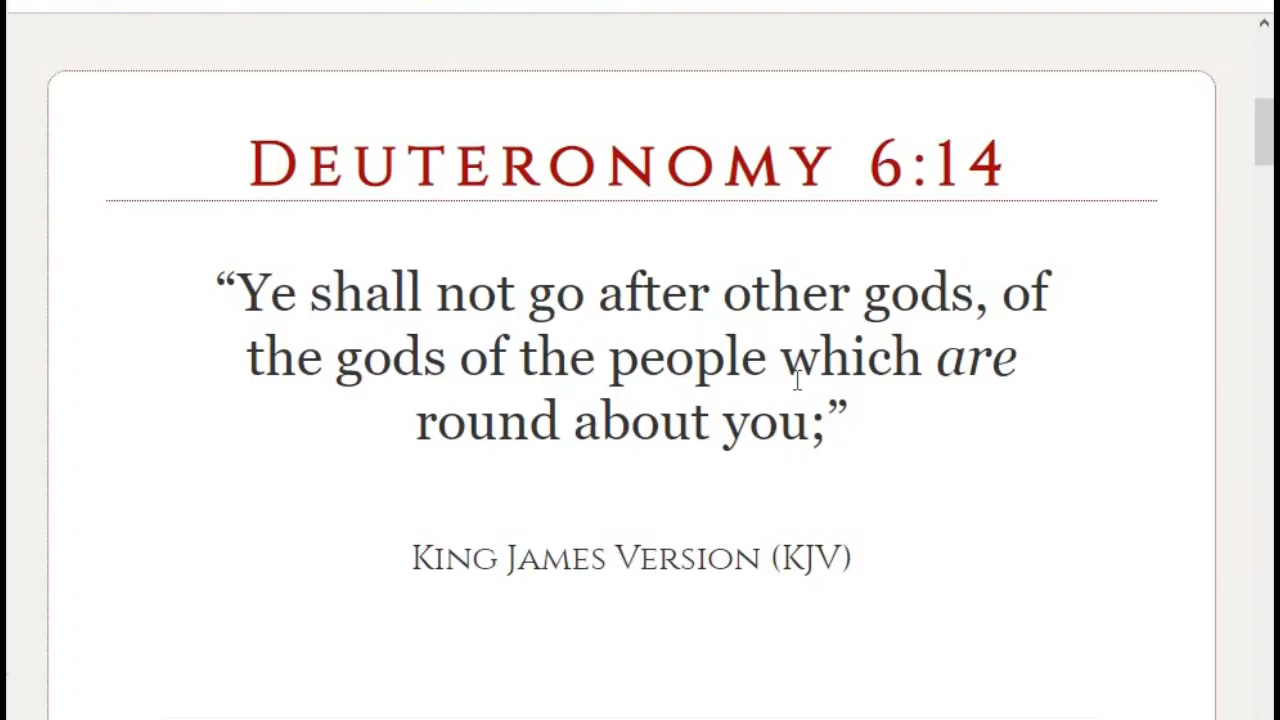 DEUTERONOMY 6:14
“Ye shall not go after other gods, of
the gods of the people which are
round about you;”
KING JAMES VERSION (KJV)